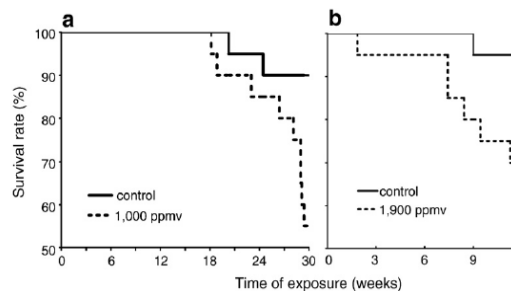 a
b
100
90
80
70
60
50
Survival rate (%)
control
1,000 ppmv
control
1,900 ppmv
0 6 12 18 24 30
0 3 6 9
Time of exposure (weeks)